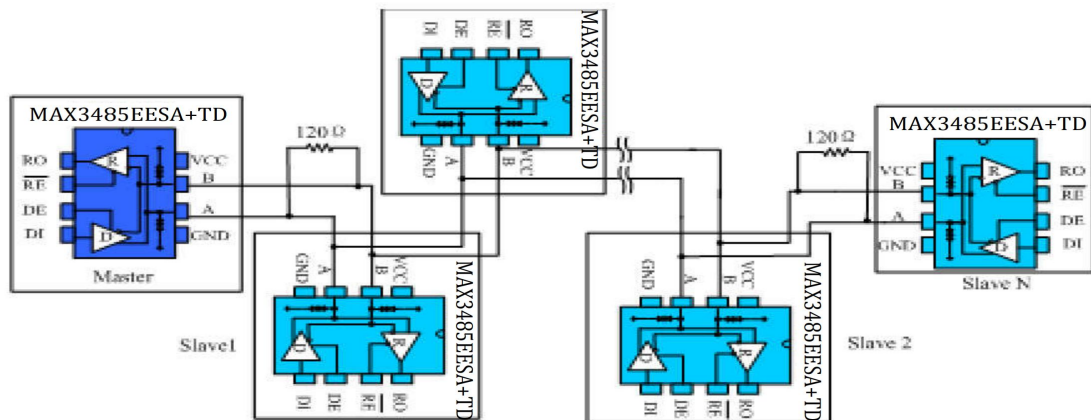 DI
DE
RE
RO
MAX3485EESA+TD
GND
A
B
VCC
MAX3485EESA+TD
RO
RE
DE
DI
VCC
B
A
GND
Master
120 Ω
120 Ω
MAX3485EESA+TD
VCC
B
A
GND
RO
RE
DE
DI
Slave N
GND
A
B
VCC
MAX3485EESA+TD
DI
DE
RE
RO
Slave1
GND
A
B
VCC
MAX3485EESA+TD
DI
DE
RE
RO
Slave 2
D
R
R
D
R
D
D
R
D
R